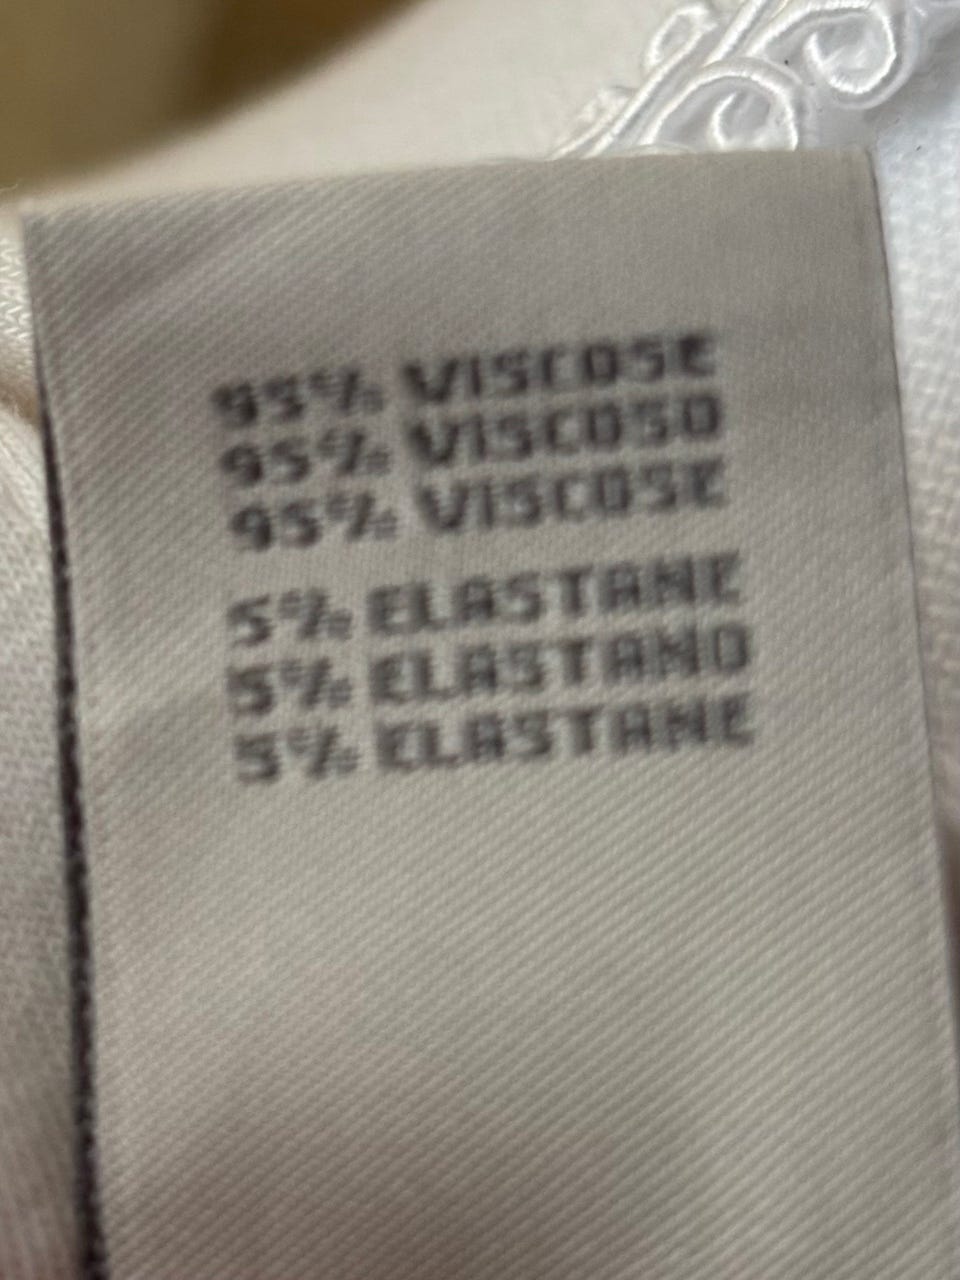 95% VISCOSE
95% VISCOSO
95% VISCOSE
5% ELASTANE
5% ELASTANO
5% ELASTANE